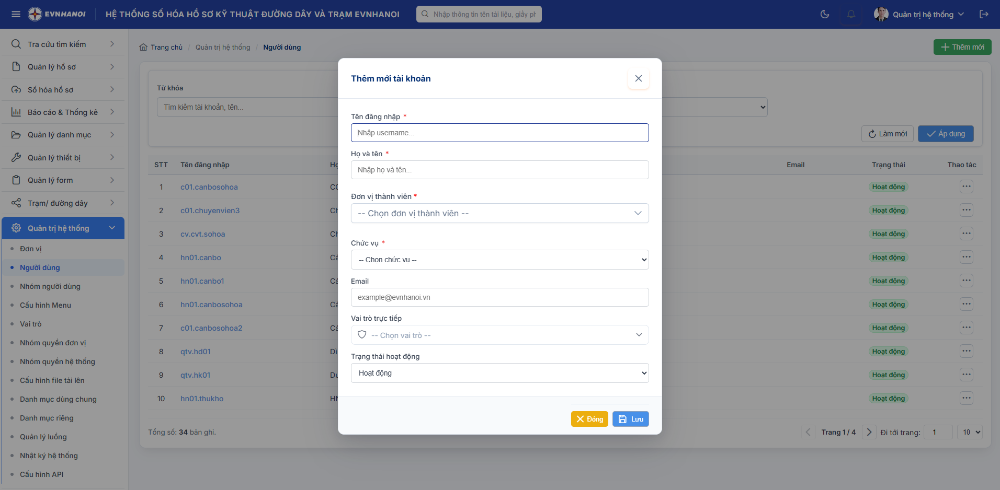 EVNHANOI
HỆ THỐNG SỐ HÓA HỒ SƠ KỸ THUẬT ĐƯỜNG DÂY VÀ TRẠM EVNHANOI
Nhập thông tin tên tài liệu, giấy ph
Quản trị hệ thống
Tra cứu tìm kiếm
Quản lý hồ sơ
Số hóa hồ sơ
Báo cáo & Thống kê
Quản lý danh mục
Quản lý thiết bị
Quản lý form
Trạm/ đường dây
Quản trị hệ thống
Đơn vị
Người dùng
Nhóm người dùng
Cấu hình Menu
Vai trò
Nhóm quyền đơn vị
Nhóm quyền hệ thống
Cấu hình file tải lên
Danh mục dùng chung
Danh mục riêng
Quản lý luồng
Nhật ký hệ thống
Cấu hình API
Trang chủ / Quản trị hệ thống / Người dùng
Thêm mới
Từ khóa
Tìm kiếm tài khoản, tên...
Làm mới
Áp dụng
STT Tên đăng nhập Họ Email Trạng thái Thao tác
1 c01.canbosohoa Hoạt động
2 c01.chuyenvien3 Ch Hoạt động
3 cv.cvt.sohoa Ch Hoạt động
4 hn01.canbo Cá Hoạt động
5 hn01.canbo1 Cá Hoạt động
6 hn01.canbosohoa Cá Hoạt động
7 c01.canbosohoa2 Cá Hoạt động
8 qtv.hd01 Dì Hoạt động
9 qtv.hk01 Dư Hoạt động
10 hn01.thukho HN Hoạt động
Tổng số: 34 bản ghi.
Trang 1 / 4
Đi tới trang: 1
10
Thêm mới tài khoản
Tên đăng nhập *
Nhập username...
Họ và tên *
Nhập họ và tên...
Đơn vị thành viên *
-- Chọn đơn vị thành viên --
Chức vụ *
-- Chọn chức vụ --
Email
example@evnhanoi.vn
Vai trò trực tiếp
-- Chọn vai trò --
Trạng thái hoạt động
Hoạt động
Đóng
Lưu